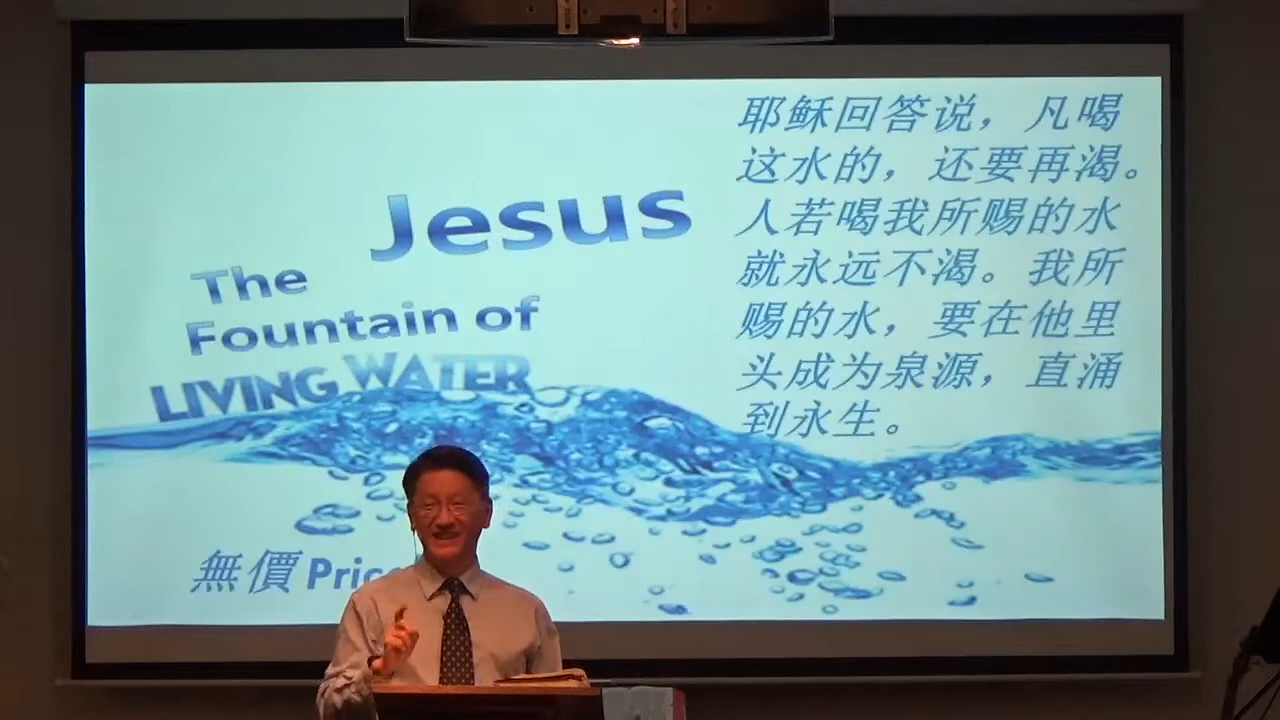 Jesus
The
Fountain of
LIVING WATER
耶稣回答说，凡喝
这水的，还要再渴。
人若喝我所赐的水
就永远不渴。我所
赐的水，要在他里
头成为泉源，直涌
到永生。
無價